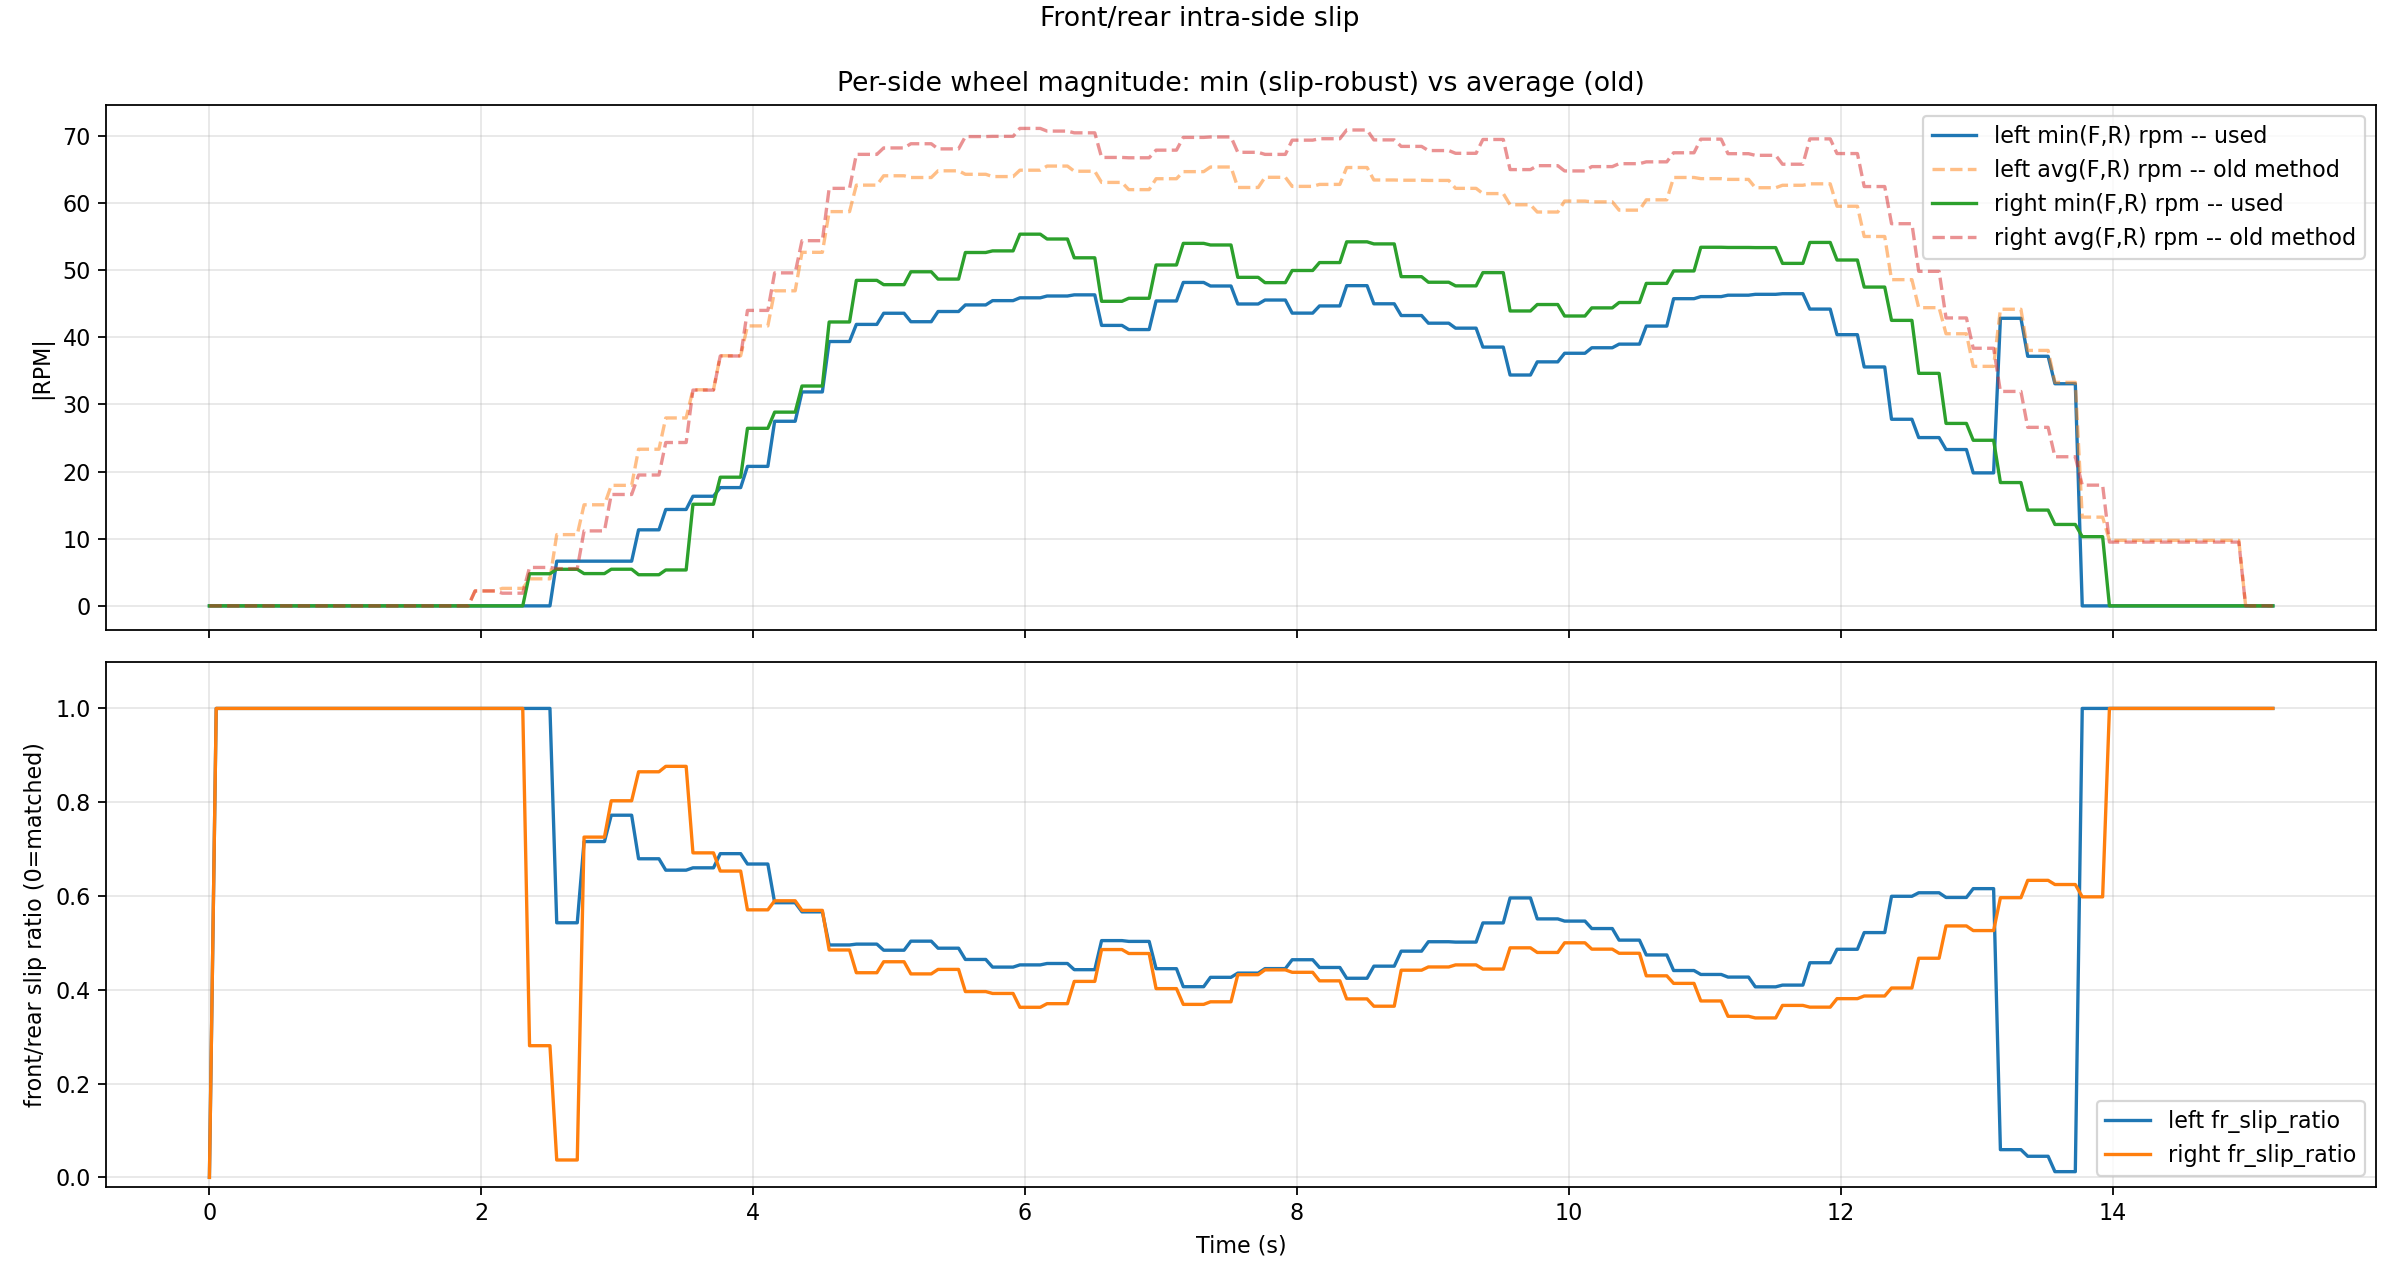 Front/rear intra-side slip
Per-side wheel magnitude: min (slip-robust) vs average (old)
|RPM|
70
60
50
40
30
20
10
0
left min(F,R) rpm -- used
left avg(F,R) rpm -- old method
right min(F,R) rpm -- used
right avg(F,R) rpm -- old method
front/rear slip ratio (0=matched)
1.0
0.8
0.6
0.4
0.2
0.0
left fr_slip_ratio
right fr_slip_ratio
0 2 4 6 8 10 12 14
Time (s)